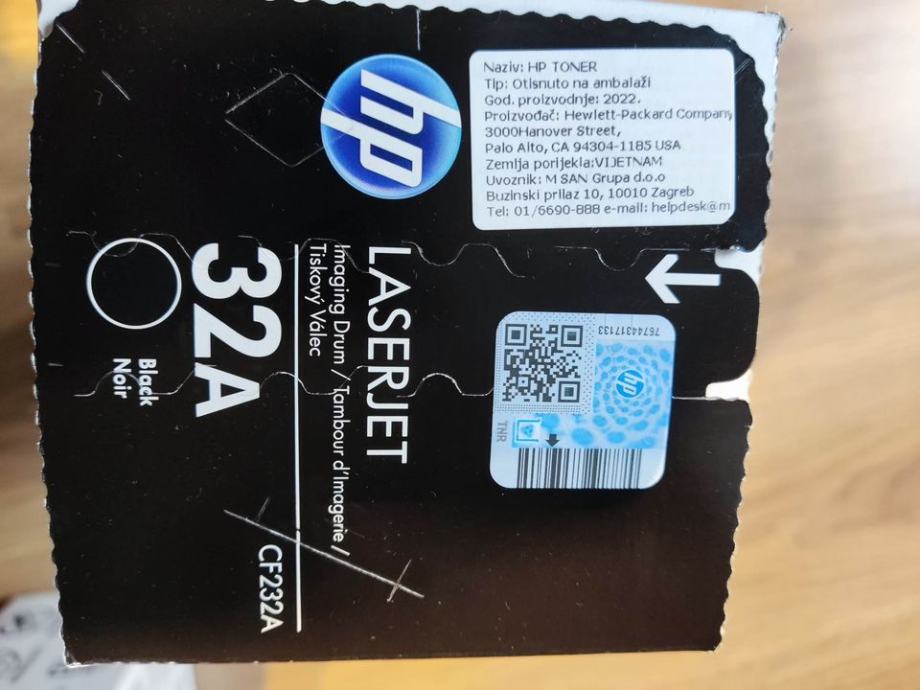 hp
Naziv: HP TONER
Tip: Otisnuto na ambalaži
God. proizvodnje: 2022.
Proizvođač: Hewlett-Packard Company
3000Hanover Street,
Palo Alto, CA 94304-1185 USA
Zemlja porijekla:VIJETNAM
Uvoznik: M SAN Grupa d.o.o
Buzinski prilaz 10, 10010 Zagreb
Tel: 01/6690-888 e-mail: helpdesk@m
LASERJET
Imaging Drum / Tambour d'Imagerie /
Tiskový Válec
32A
CF232A
Black
Noir
76744317133
hp
TNR